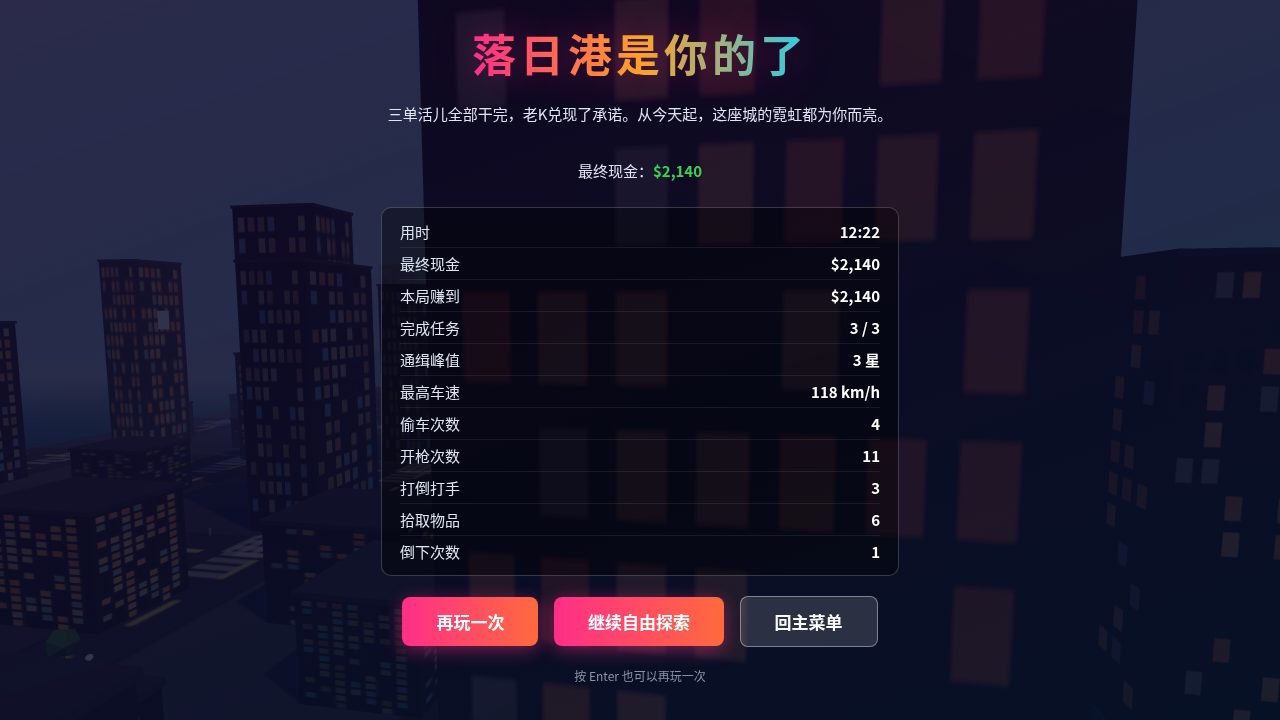 落日港是你的了
三单活儿全部干完，老K兑现了承诺。从今天起，这座城的霓虹都为你而亮。
最终现金：$2,140
用时 12:22
最终现金 $2,140
本局赚到 $2,140
完成任务 3 / 3
通缉峰值 3 星
最高车速 118 km/h
偷车次数 4
开枪次数 11
打倒打手 3
拾取物品 6
倒下次数 1
再玩一次 继续自由探索 回主菜单
按 Enter 也可以再玩一次